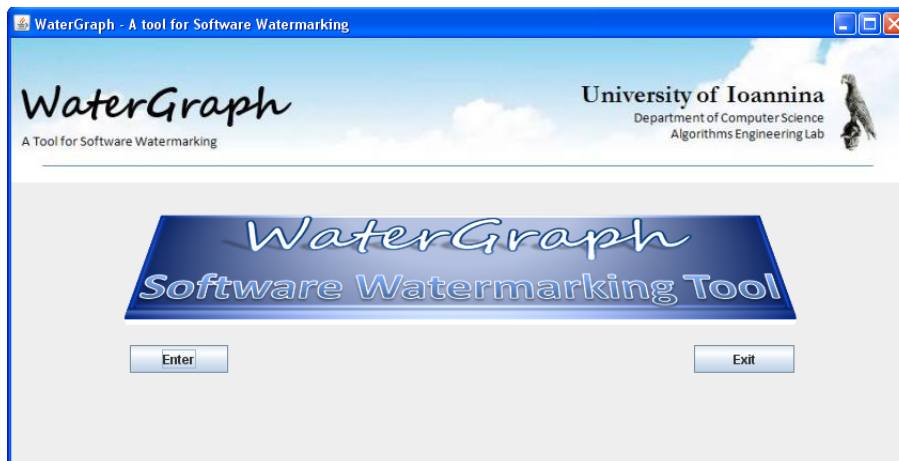 WaterGraph - A tool for Software Watermarking
WaterGraph
A Tool for Software Watermarking
University of Ioannina
Department of Computer Science
Algorithms Engineering Lab
WaterGraph
Software Watermarking Tool
Enter
Exit